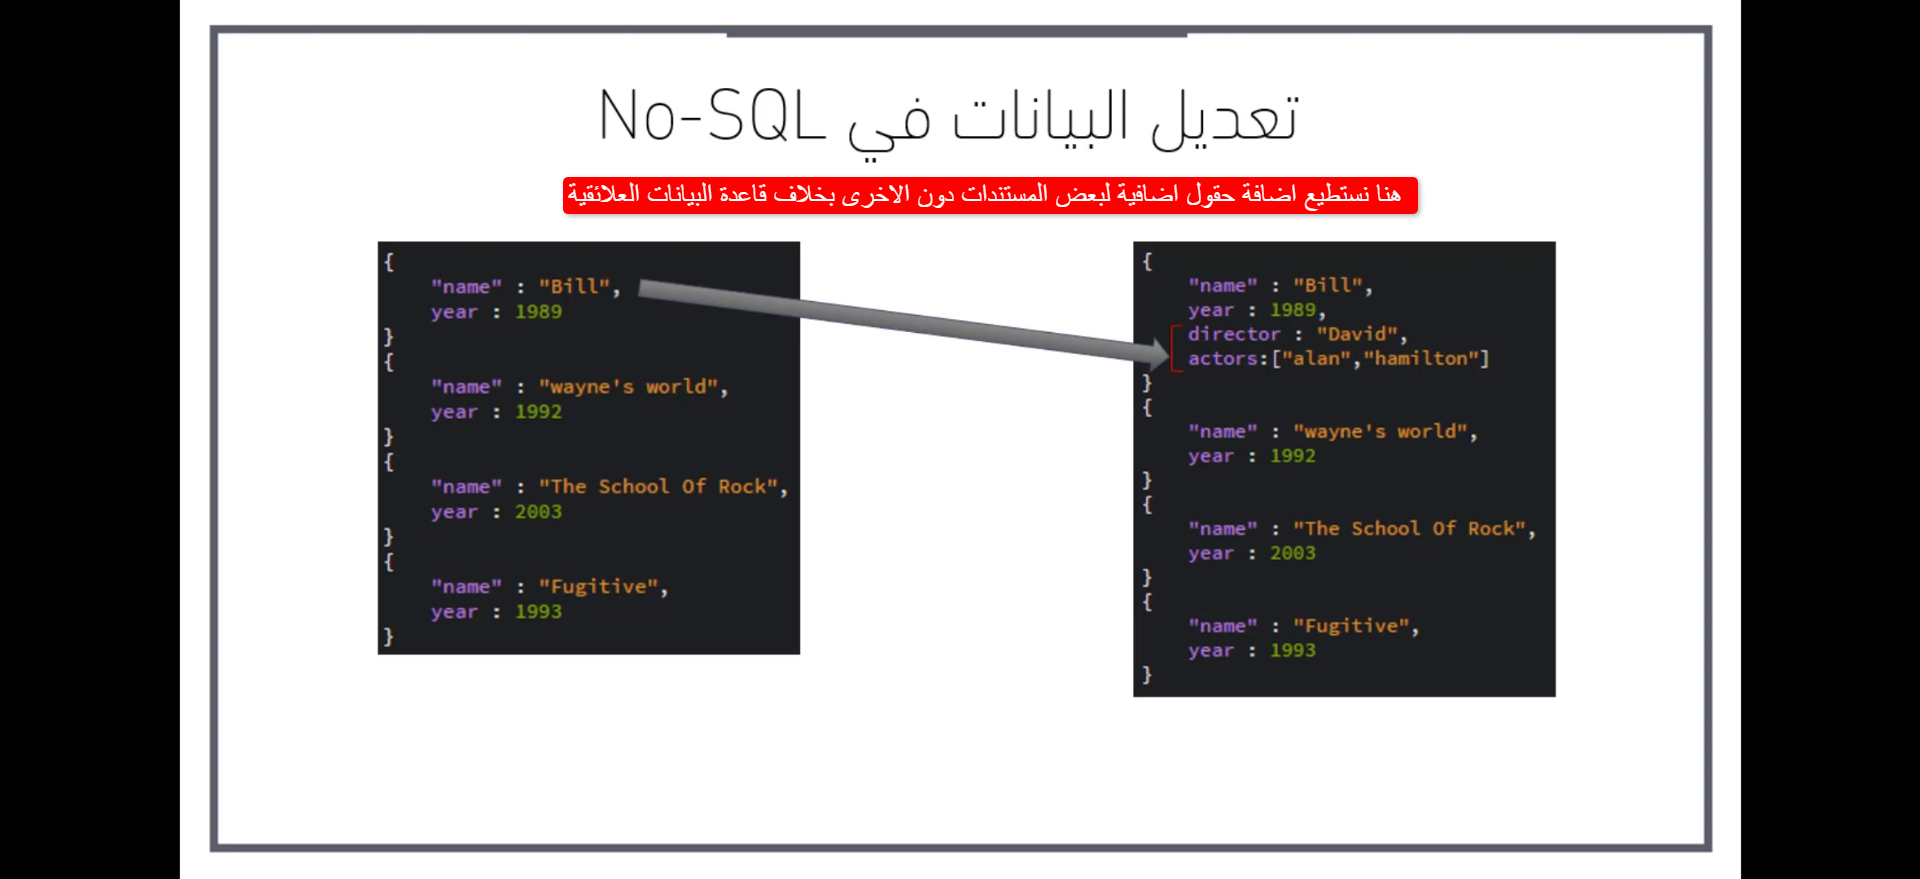 تعديل البيانات في No-SQL
هنا نستطيع اضافة حقول اضافية لبعض المستندات دون الاخرى بخلاف قاعدة البيانات العلائقية
{
"name" : "Bill",
year : 1989
}
{
"name" : "wayne's world",
year : 1992
}
{
"name" : "The School Of Rock",
year : 2003
}
{
"name" : "Fugitive",
year : 1993
}
{
"name" : "Bill",
year : 1989,
director : "David",
actors:["alan","hamilton"]
}
{
"name" : "wayne's world",
year : 1992
}
{
"name" : "The School Of Rock",
year : 2003
}
{
"name" : "Fugitive",
year : 1993
}